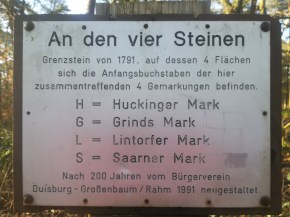 An den vier Steinen
Grenzstein von 1791. auf dessen 4 Flächen
sich die Anfangsbuchstaben der hier
zusammentreffenden 4 Gemarkungen befinden.
H = Huckinger Mark
G = Grinds Mark
L = Lintorfer Mark
S = Saarner Mark
Nach 200 Jahren vom Bürgerverein
Duisburg-Großenbaum/Rahm 1991 neugestaltet